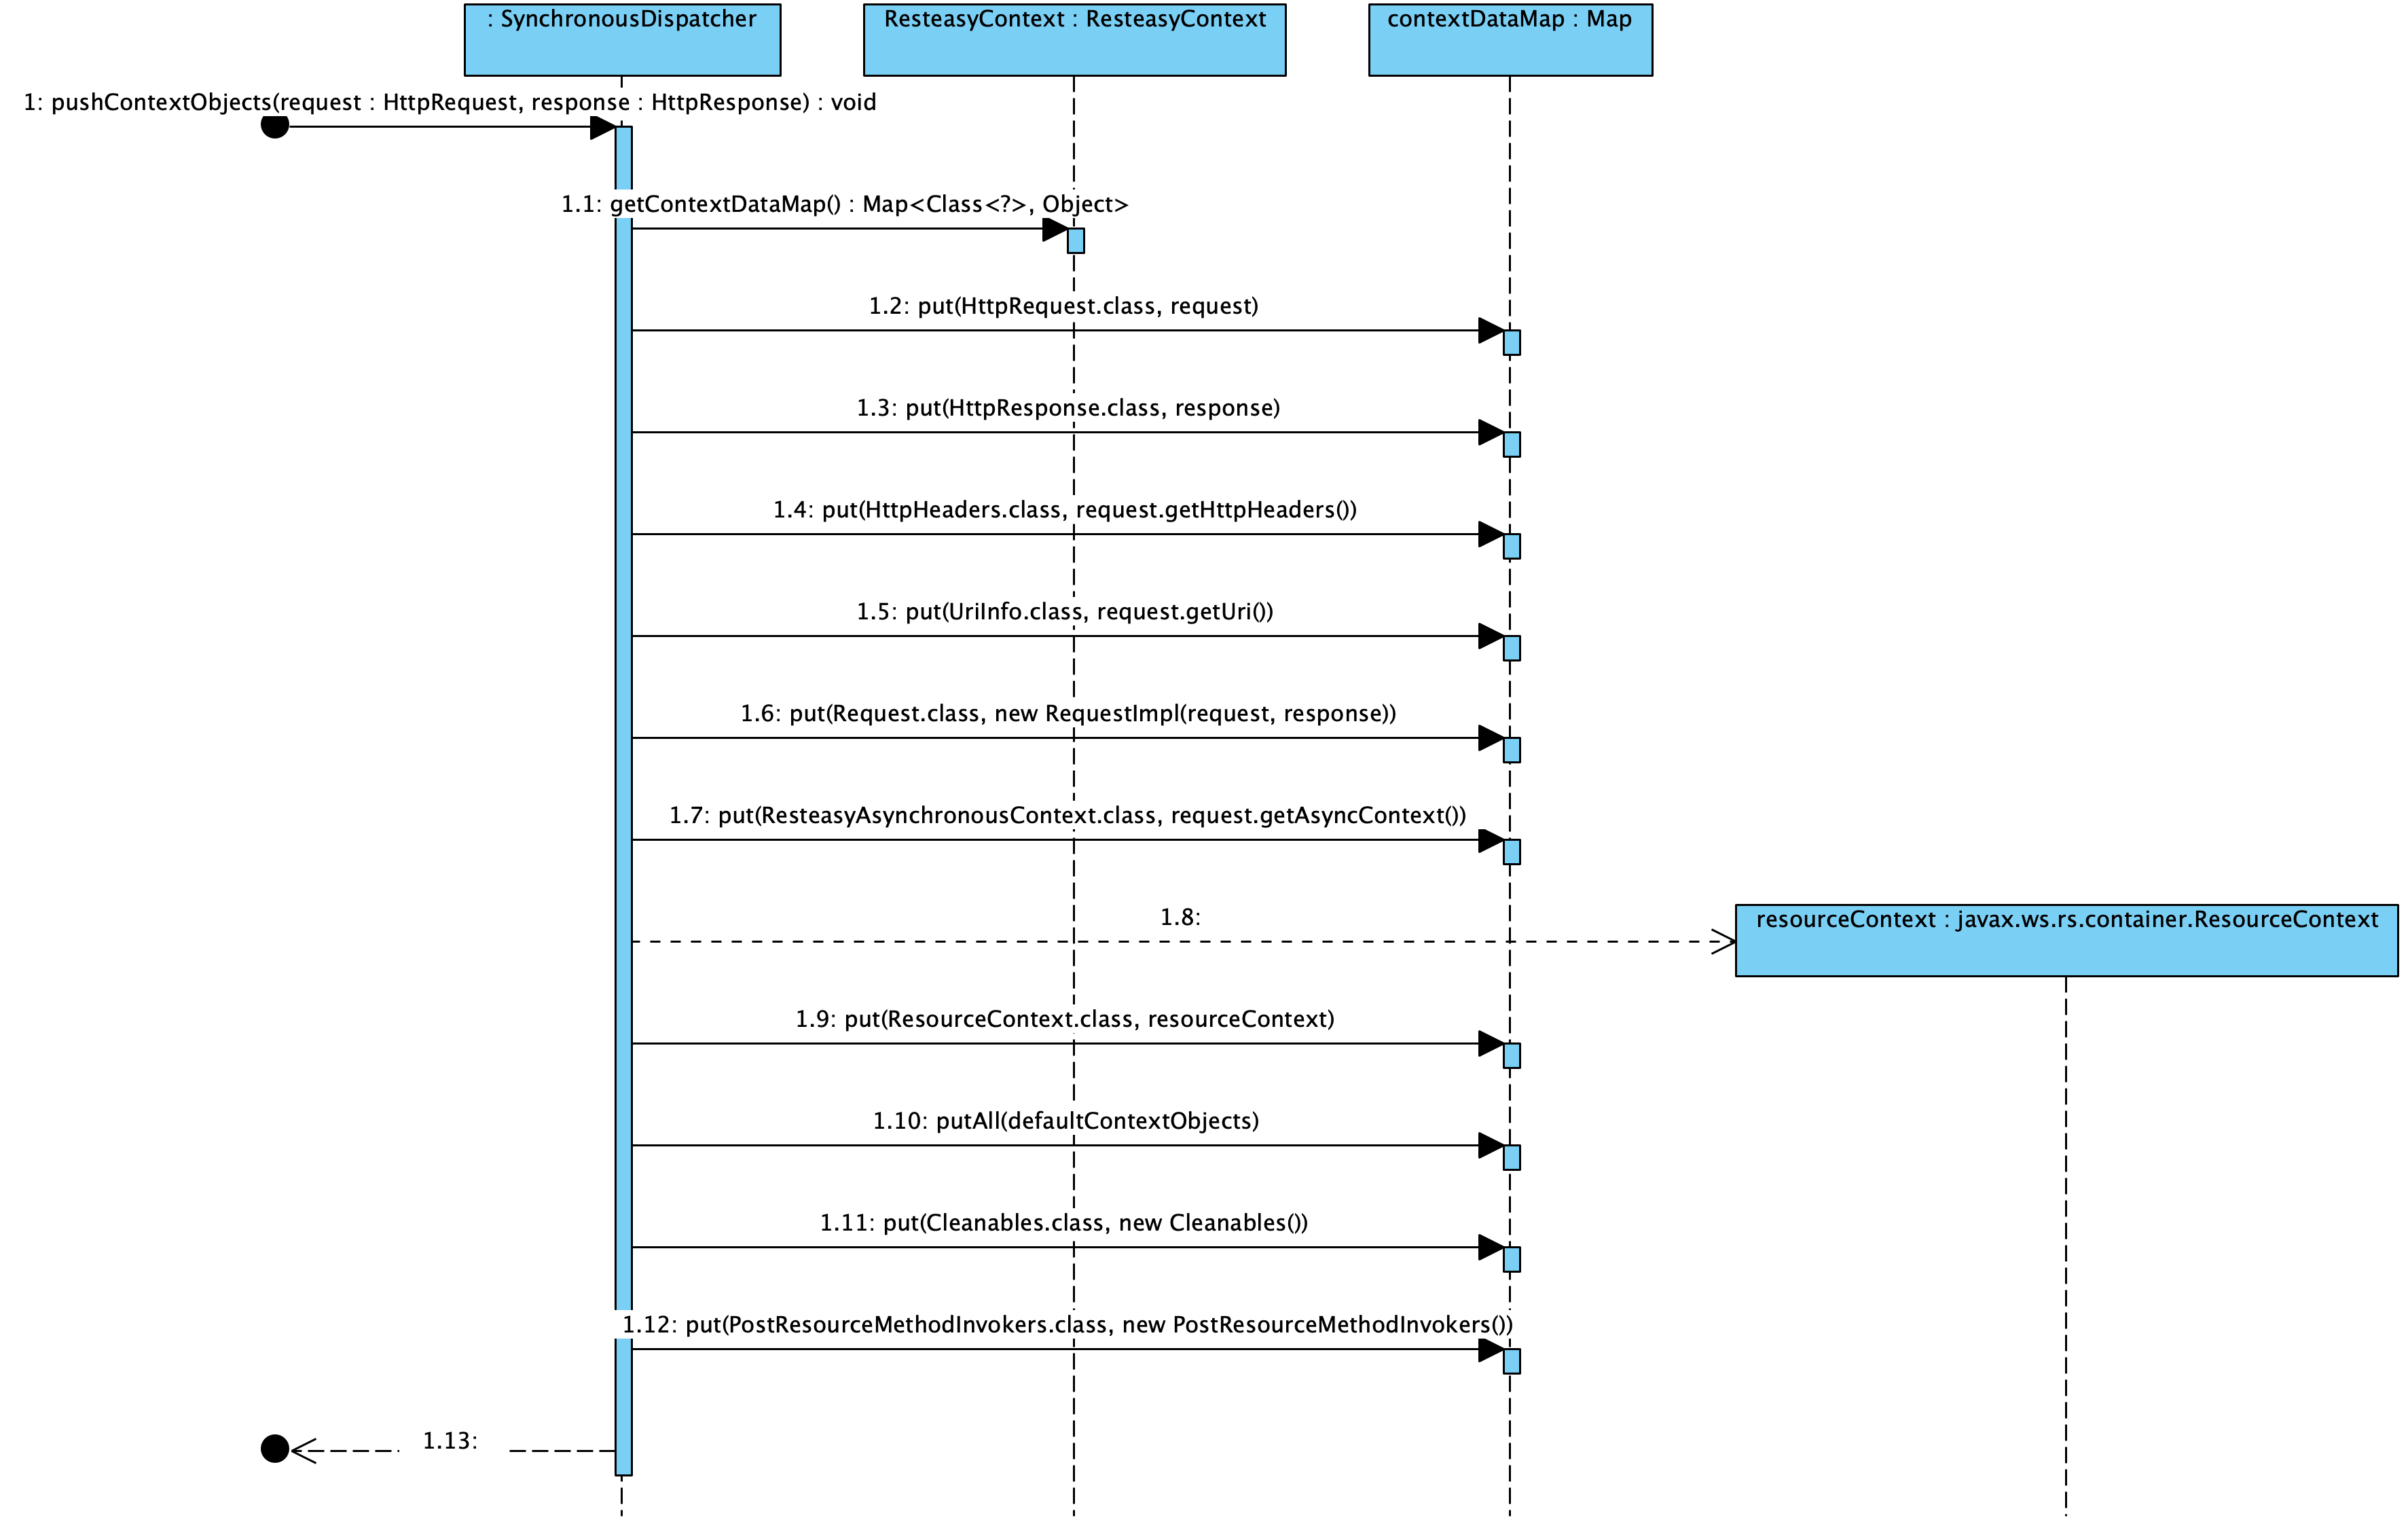 : SynchronousDispatcher
ResteasyContext : ResteasyContext
contextDataMap : Map
1: pushContextObjects(request : HttpRequest, response : HttpResponse) : void
1.1: getContextDataMap() : Map<Class<?>, Object>
1.2: put(HttpRequest.class, request)
1.3: put(HttpResponse.class, response)
1.4: put(HttpHeaders.class, request.getHttpHeaders())
1.5: put(UriInfo.class, request.getUri())
1.6: put(Request.class, new RequestImpl(request, response))
1.7: put(ResteasyAsynchronousContext.class, request.getAsyncContext())
1.8:
resourceContext : javax.ws.rs.container.ResourceContext
1.9: put(ResourceContext.class, resourceContext)
1.10: putAll(defaultContextObjects)
1.11: put(Cleanables.class, new Cleanables())
1.12: put(PostResourceMethodInvokers.class, new PostResourceMethodInvokers())
1.13: